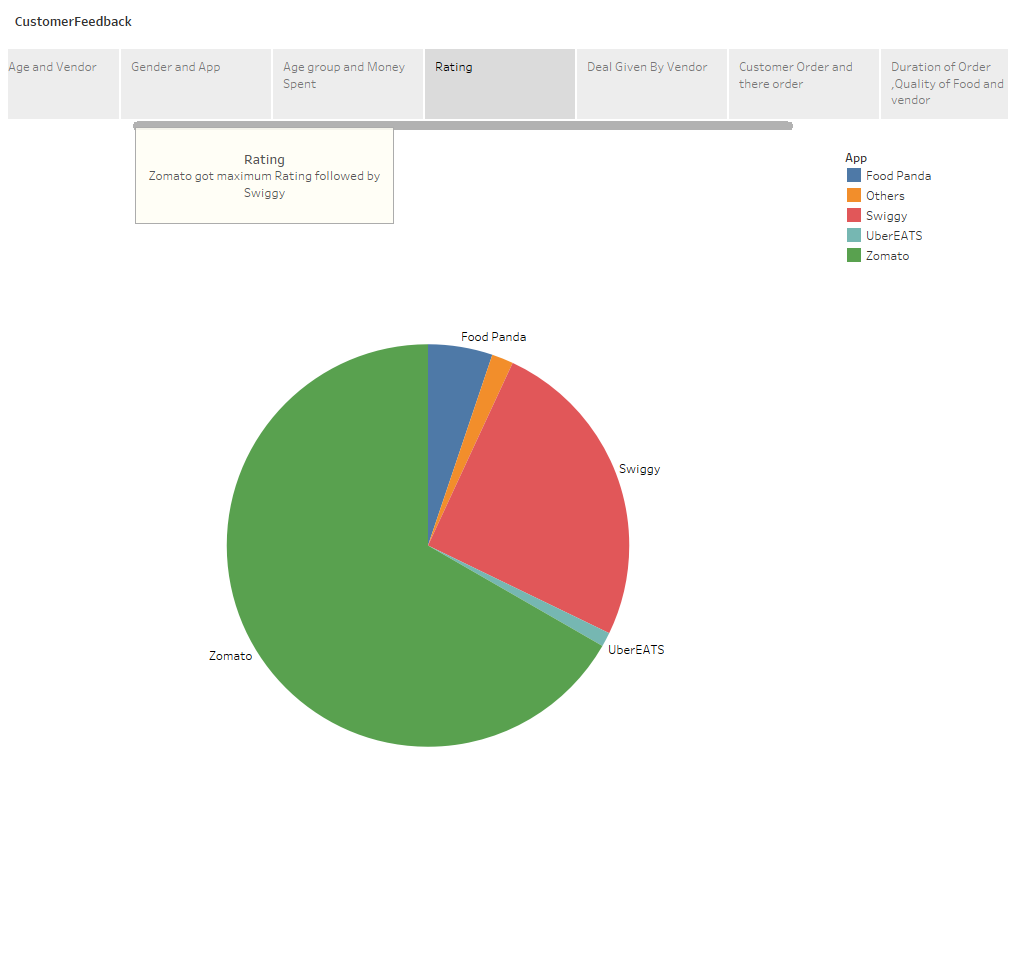 CustomerFeedback
Age and Vendor
Gender and App
Age group and Money
Spent
Rating
Deal Given By Vendor
Customer Order and
there order
Duration of Order
,Quality of Food and
vendor
Rating
Zomato got maximum Rating followed by
Swiggy
App
Food Panda
Others
Swiggy
UberEATS
Zomato
Food Panda
Swiggy
UberEATS
Zomato